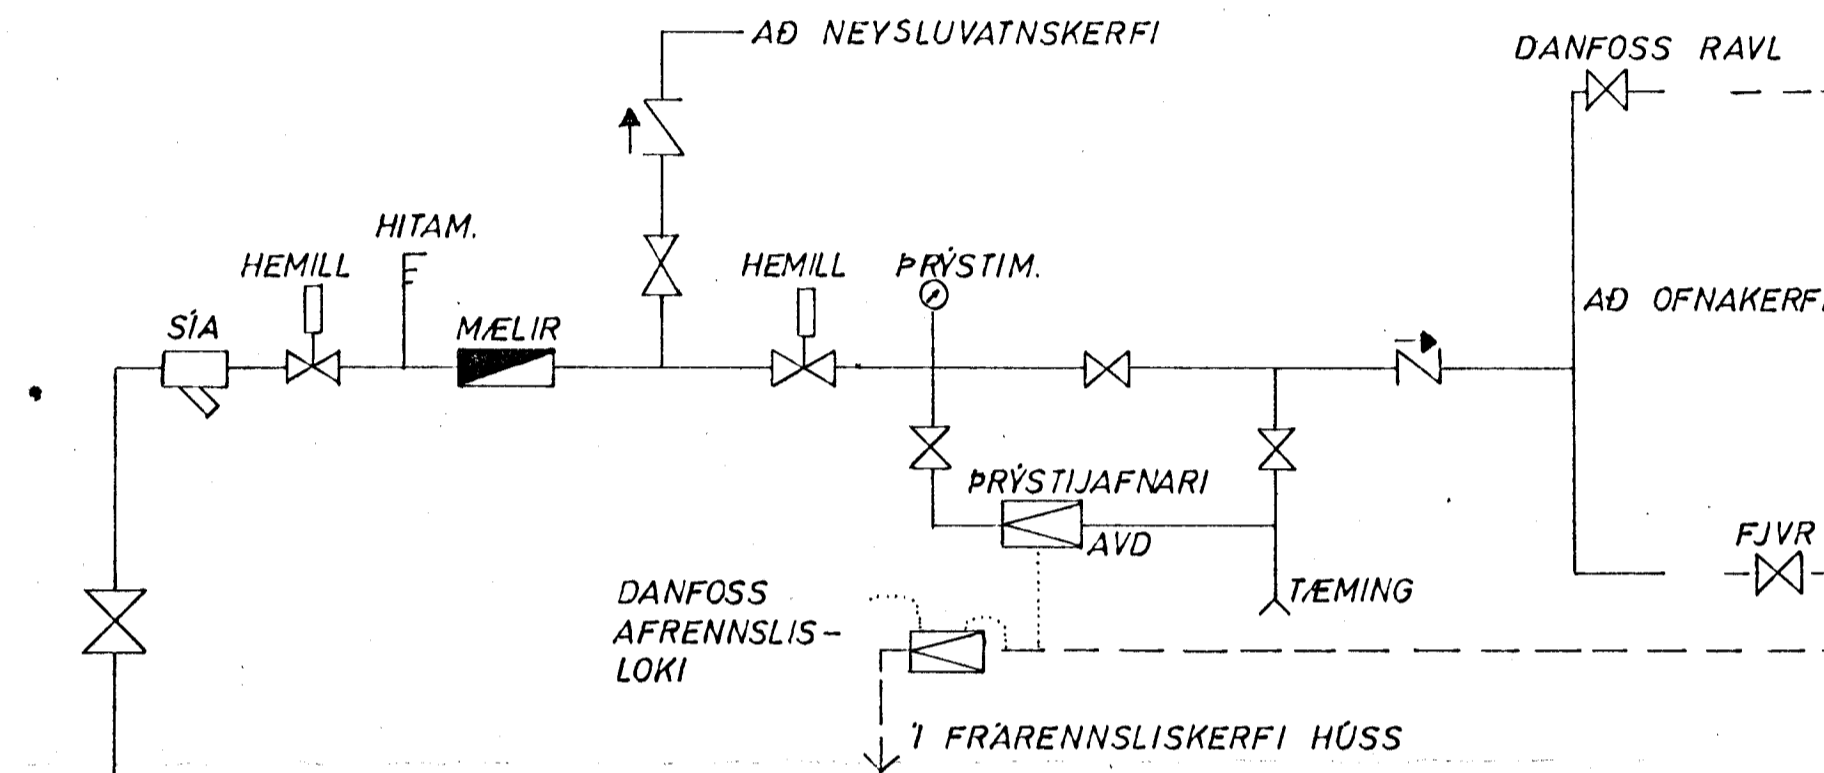 AÐ NEYSLUVATNSKERFI
DANFOSS RAVL
HITAM.
HEMILL
HEMILL
ÞRÝSTIM.
AÐ OFNAKERFI
SÍA
MÆLIR
ÞRÝSTIJAFNARI
AVD
FJVR
DANFOSS
AFRENNSLIS-
LOKI
TÆMING
Í FRÁRENNSLISKERFI HÚSS